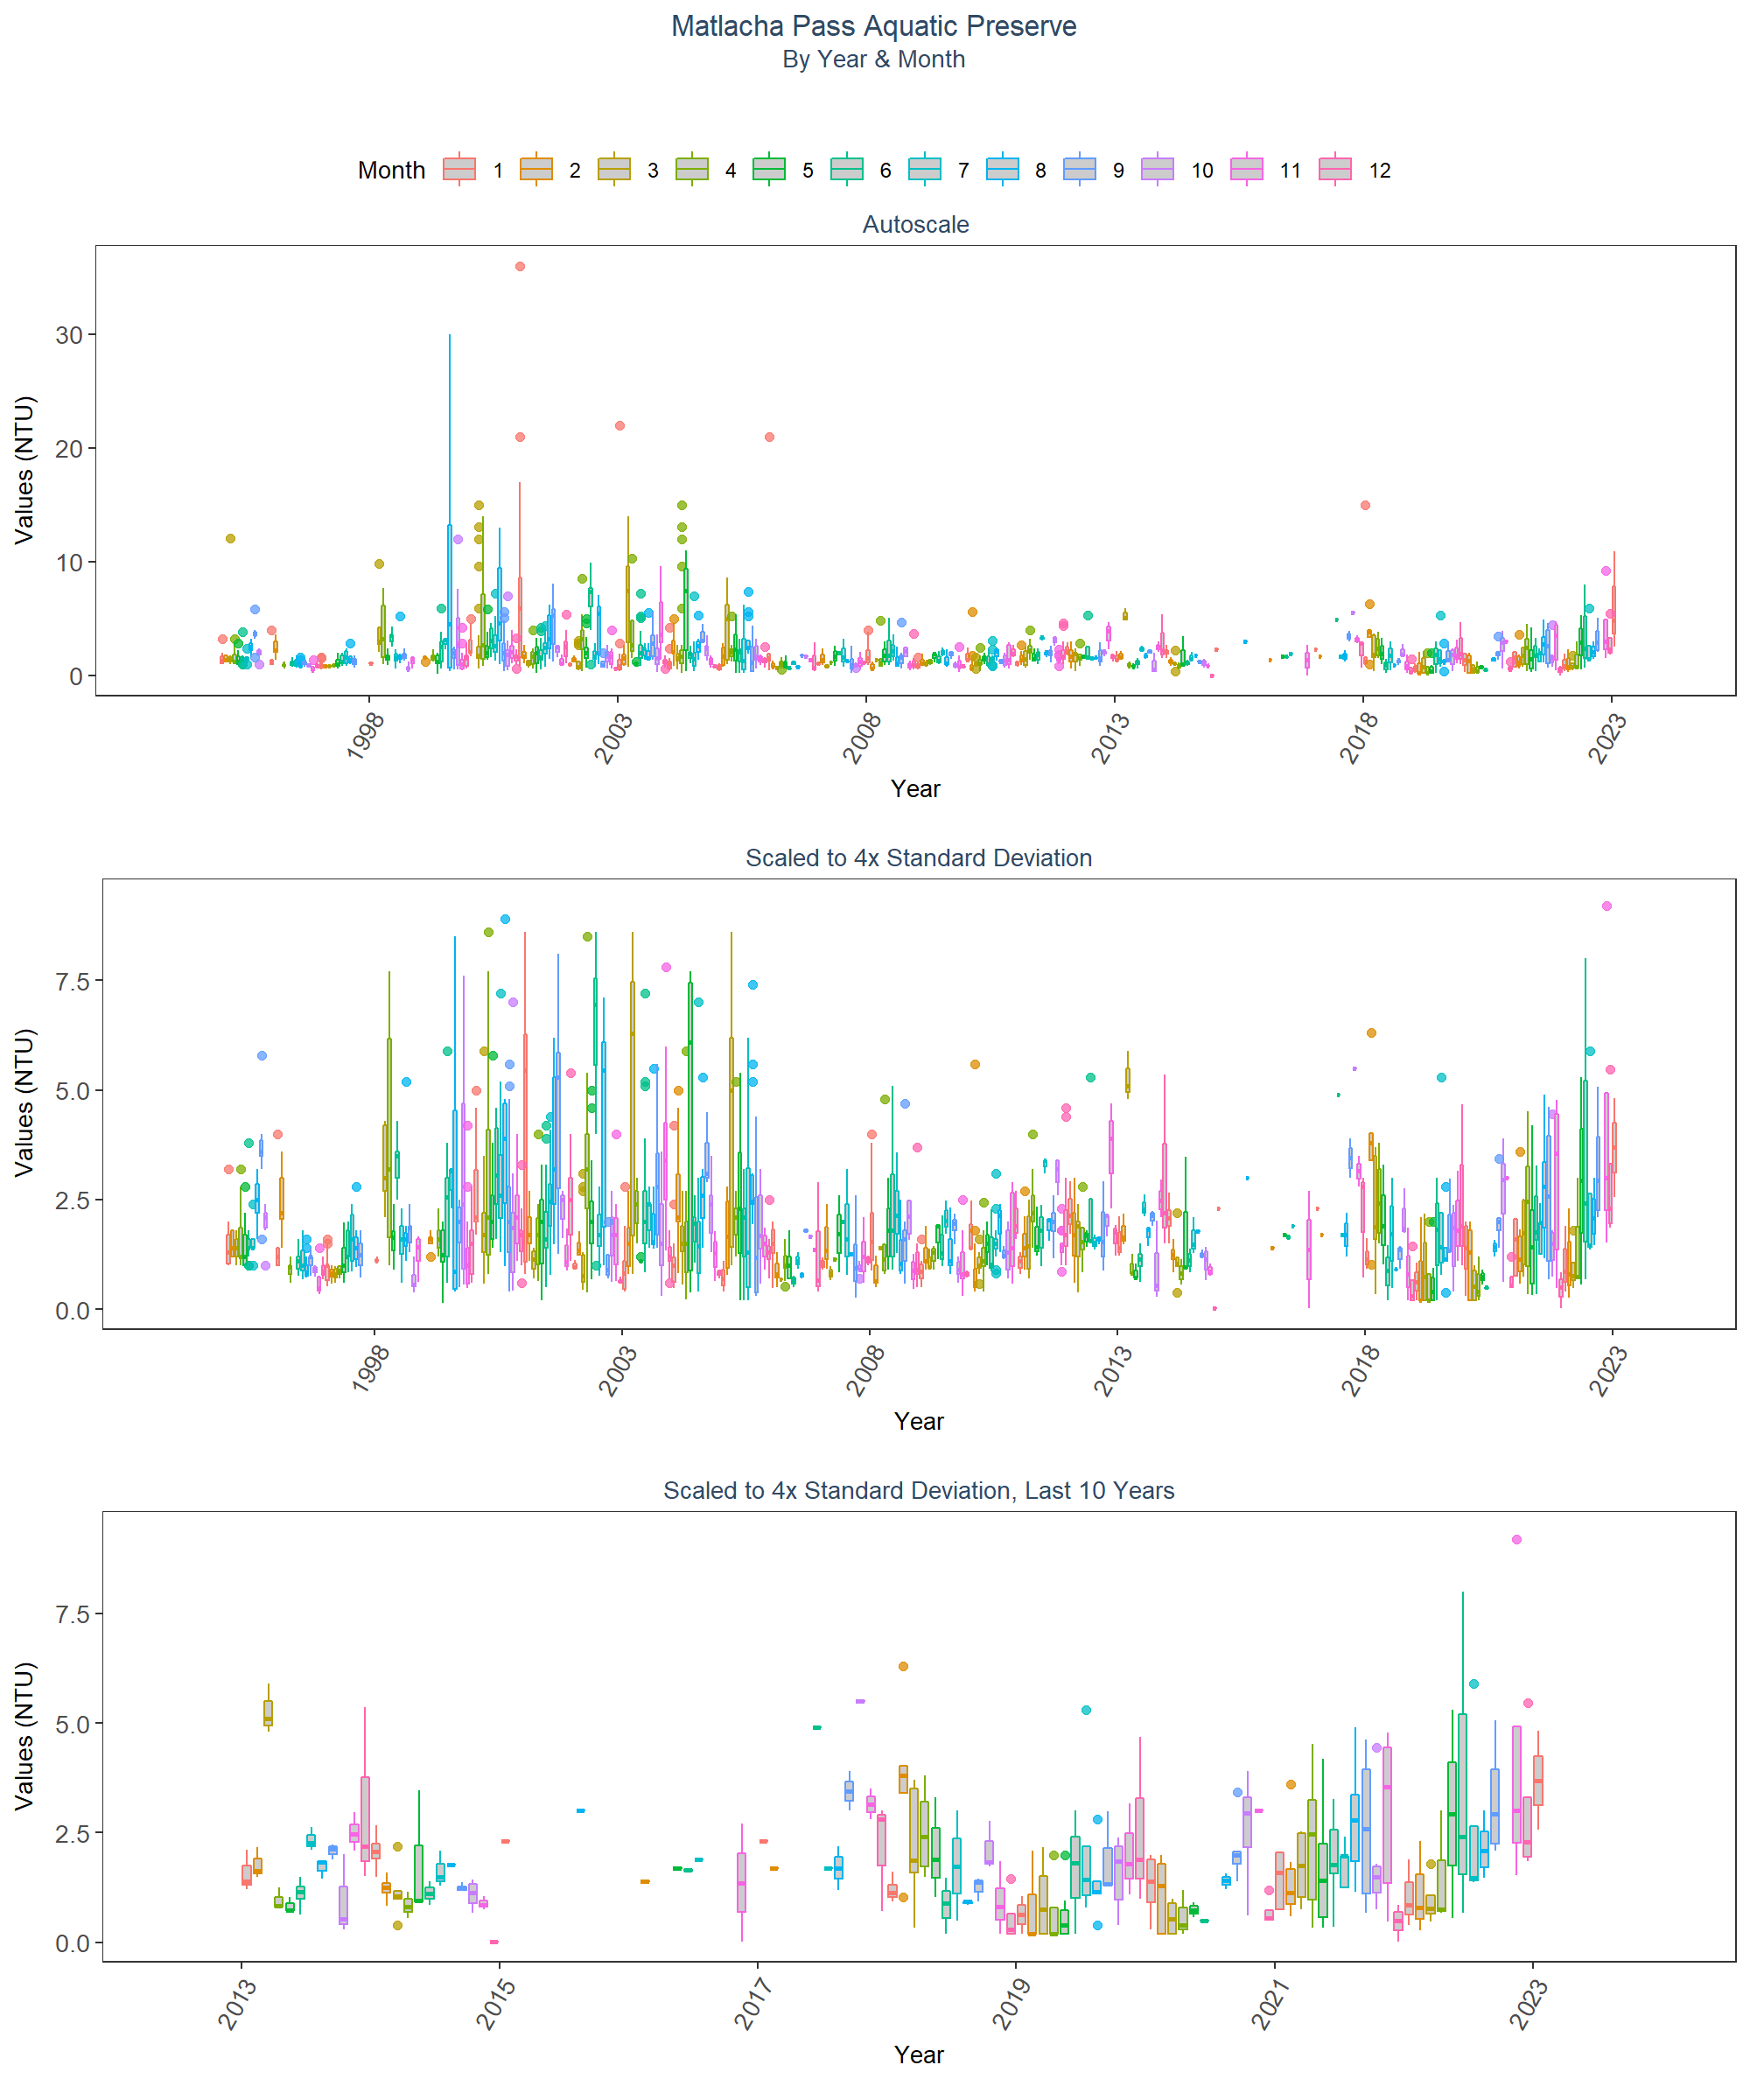 Matlacha Pass Aquatic Preserve
By Year & Month
Month 1 2 3 4 5 6 7 8 9 10 11 12
Autoscale
Values (NTU)
30
20
10
0
1998 2003 2008 2013 2018 2023
Year
Scaled to 4x Standard Deviation
Values (NTU)
7.5
5.0
2.5
0.0
1998 2003 2008 2013 2018 2023
Year
Scaled to 4x Standard Deviation, Last 10 Years
Values (NTU)
7.5
5.0
2.5
0.0
2013 2015 2017 2019 2021 2023
Year